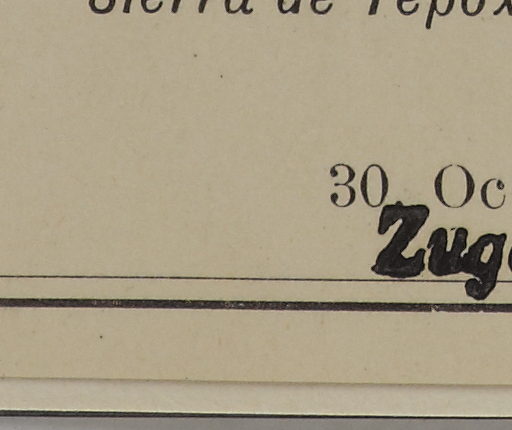 Sierra de Tepox
30. Oc
Zug